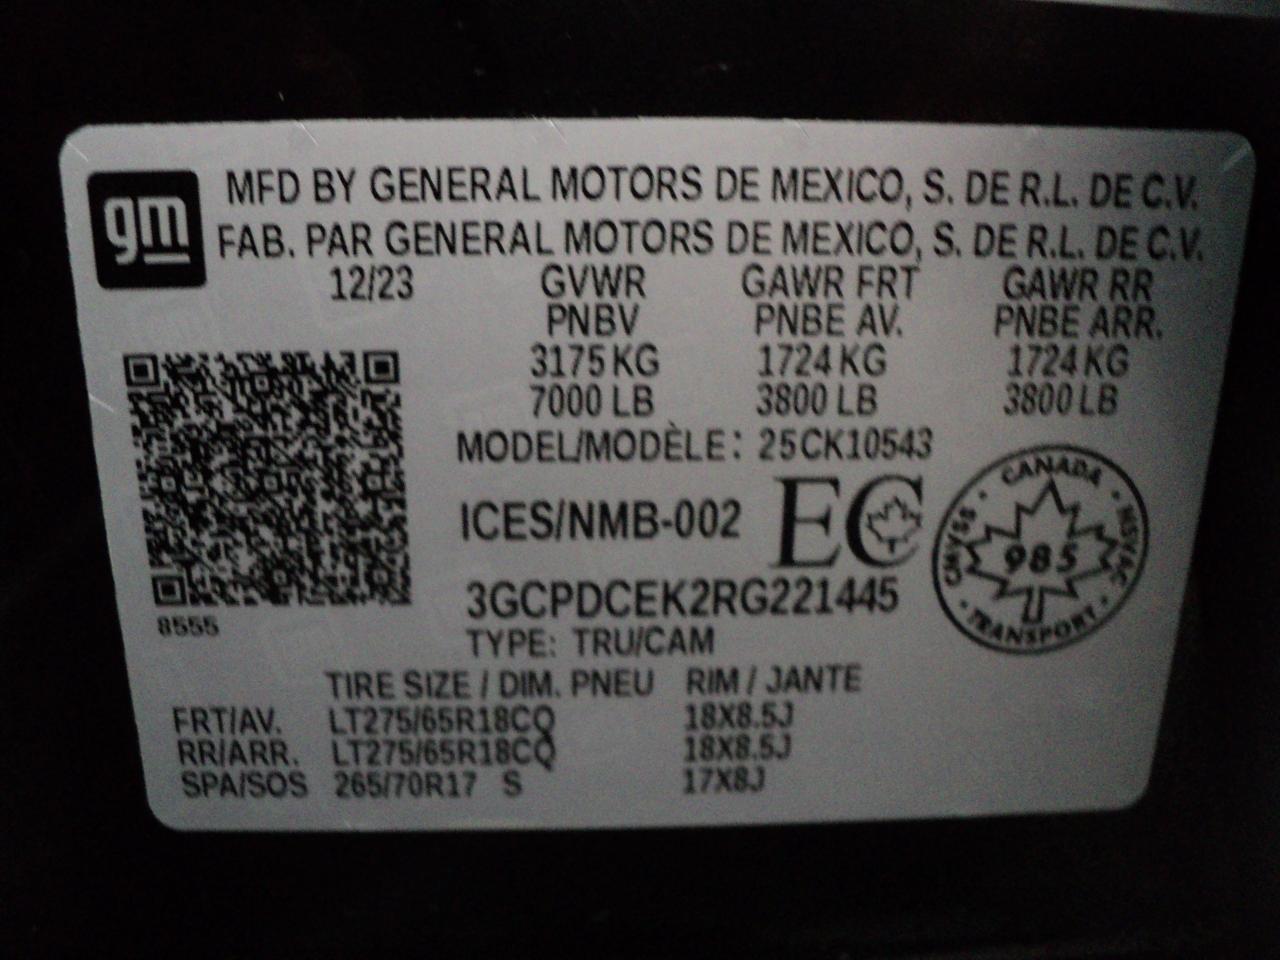 gm
MFD BY GENERAL MOTORS DE MEXICO, S. DE R.L. DE C.V.
FAB. PAR GENERAL MOTORS DE MEXICO, S. DE R.L. DE C.V.
12/23 GVWR GAWR FRT GAWR RR
PNBV PNBE AV. PNBE ARR.
3175 KG 1724 KG 1724 KG
7000 LB 3800 LB 3800 LB
MODEL/MODÈLE: 25CK10543
ICES/NMB-002 EC
CANADA
CMVSS 985 NSVAC
TRANSPORT
3GCPDCEK2RG221445
8555
TYPE: TRU/CAM
TIRE SIZE / DIM. PNEU RIM / JANTE
FRT/AV. LT275/65R18CQ 18X8.5J
RR/ARR. LT275/65R18CQ 18X8.5J
SPA/SOS 265/70R17 S 17X8J